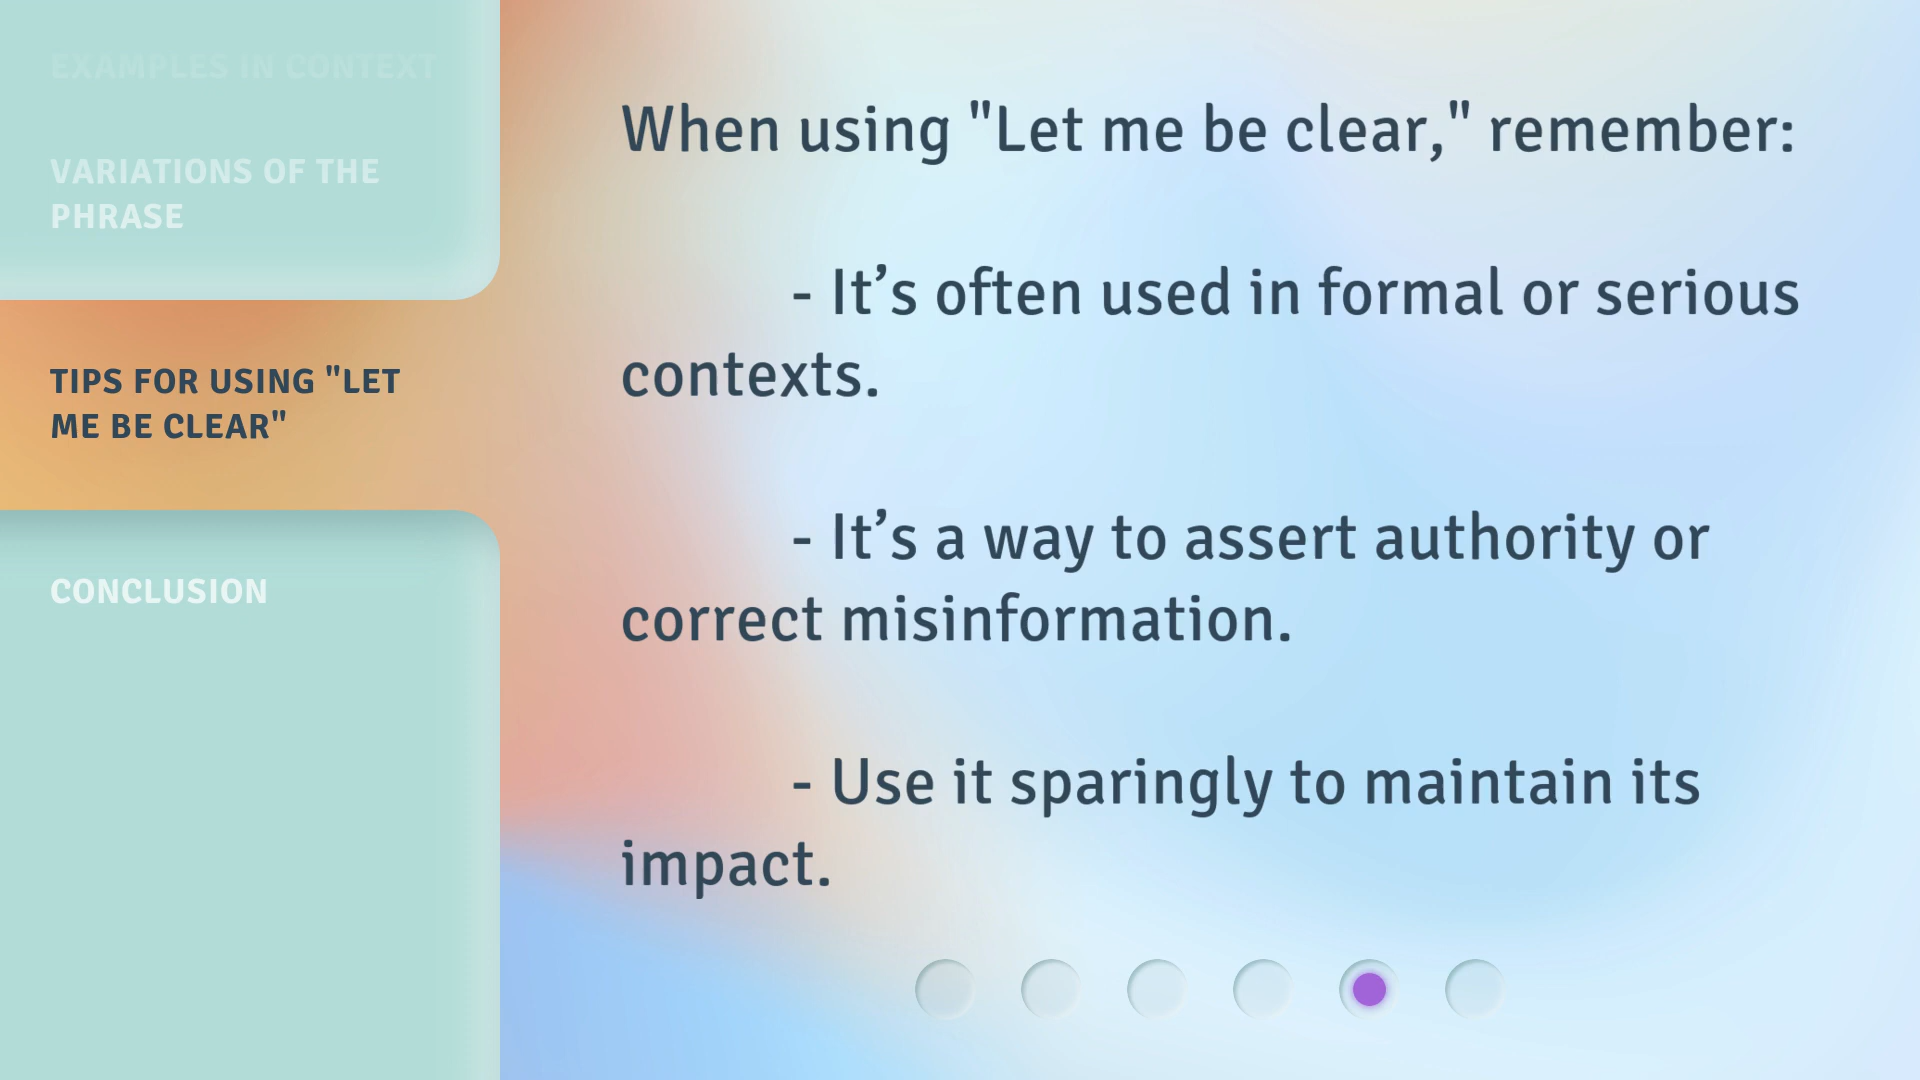 EXAMPLES IN CONTEXT
VARIATIONS OF THE
PHRASE
TIPS FOR USING "LET
ME BE CLEAR"
CONCLUSION
When using "Let me be clear," remember:
- It’s often used in formal or serious
contexts.
- It’s a way to assert authority or
correct misinformation.
- Use it sparingly to maintain its
impact.